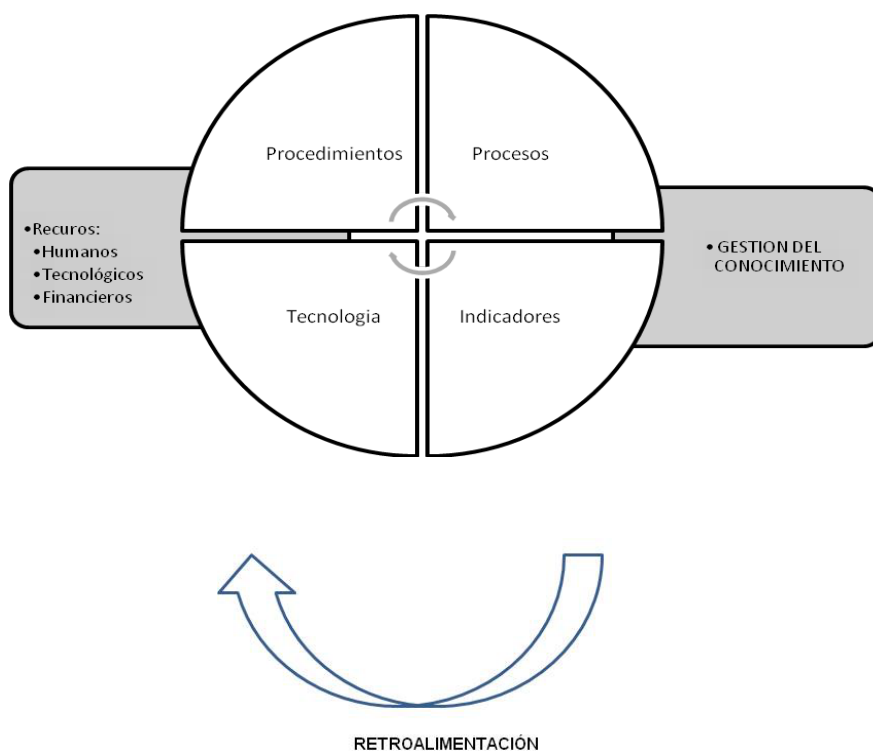 Procedimientos
Procesos
•Recuros:
•Humanos
•Tecnológicos
•Financieros
• GESTION DEL
CONOCIMIENTO
Tecnologia
Indicadores
RETROALIMENTACIÓN